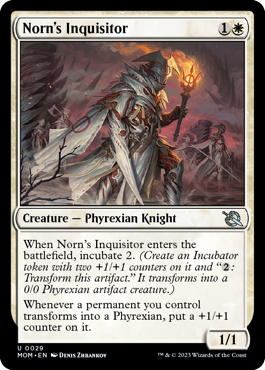 Norn's Inquisitor 1
Creature — Phyrexian Knight
When Norn's Inquisitor enters the
battlefield, incubate 2. (Create an Incubator
token with two +1/+1 counters on it and “2:
Transform this artifact.” It transforms into a
0/0 Phyrexian artifact creature.)
Whenever a permanent you control
transforms into a Phyrexian, put a +1/+1
counter on it.
1/1
U 0029
MOM • EN DENIS ZHBANKOV ™ & © 2023 Wizards of the Coast